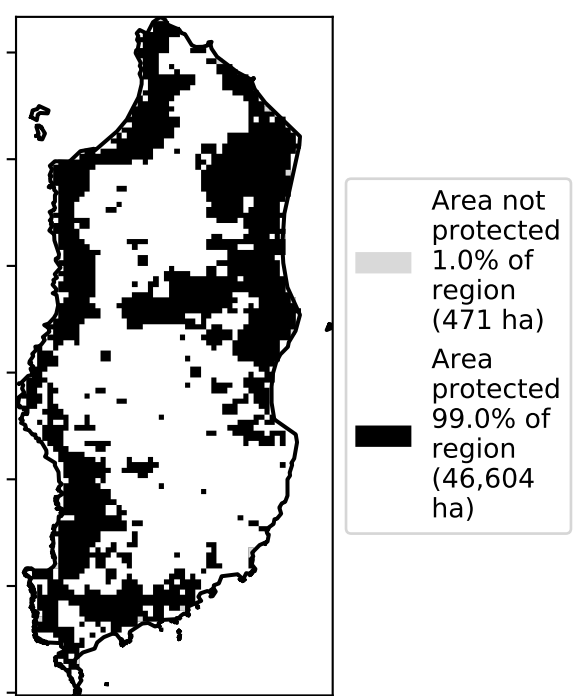 Area not
protected
1.0% of
region
(471 ha)
Area
protected
99.0% of
region
(46,604
ha)